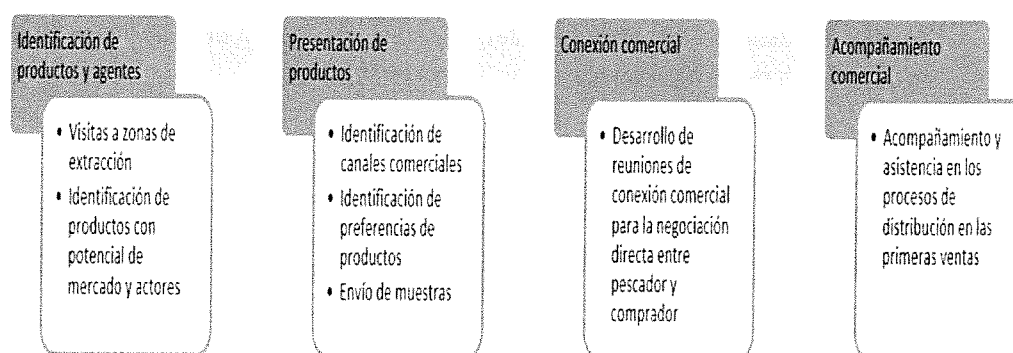 Identificación de
productos y agentes
• Visitas a zonas de
extracción
• Identificación de
productos con
potencial de
mercado y actores
Presentación de
productos
• Identificación de
canales comerciales
• Identificación de
preferencias de
productos
• Envío de muestras
Conexión comercial
• Desarrollo de
reuniones de
conexión comercial
para la negociación
directa entre
pescador y
comprador
Acompañamiento
comercial
• Acompañamiento y
asistencia en los
procesos de
distribución en las
primeras ventas